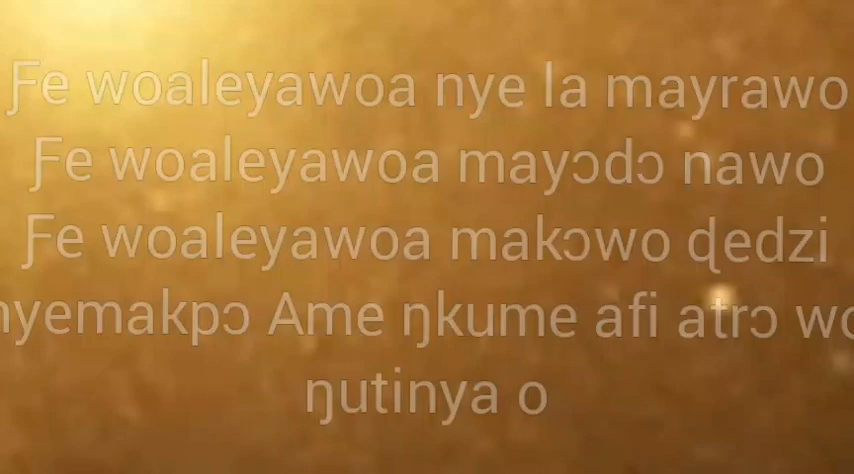 Ƒe woaleyawoa nye la mayrawo
Ƒe woaleyawoa mayɔdɔ nawo
Ƒe woaleyawoa makɔwo ɖedzi
nyemakpɔ Ame ŋkume afi atrɔ wo
ŋutinya o